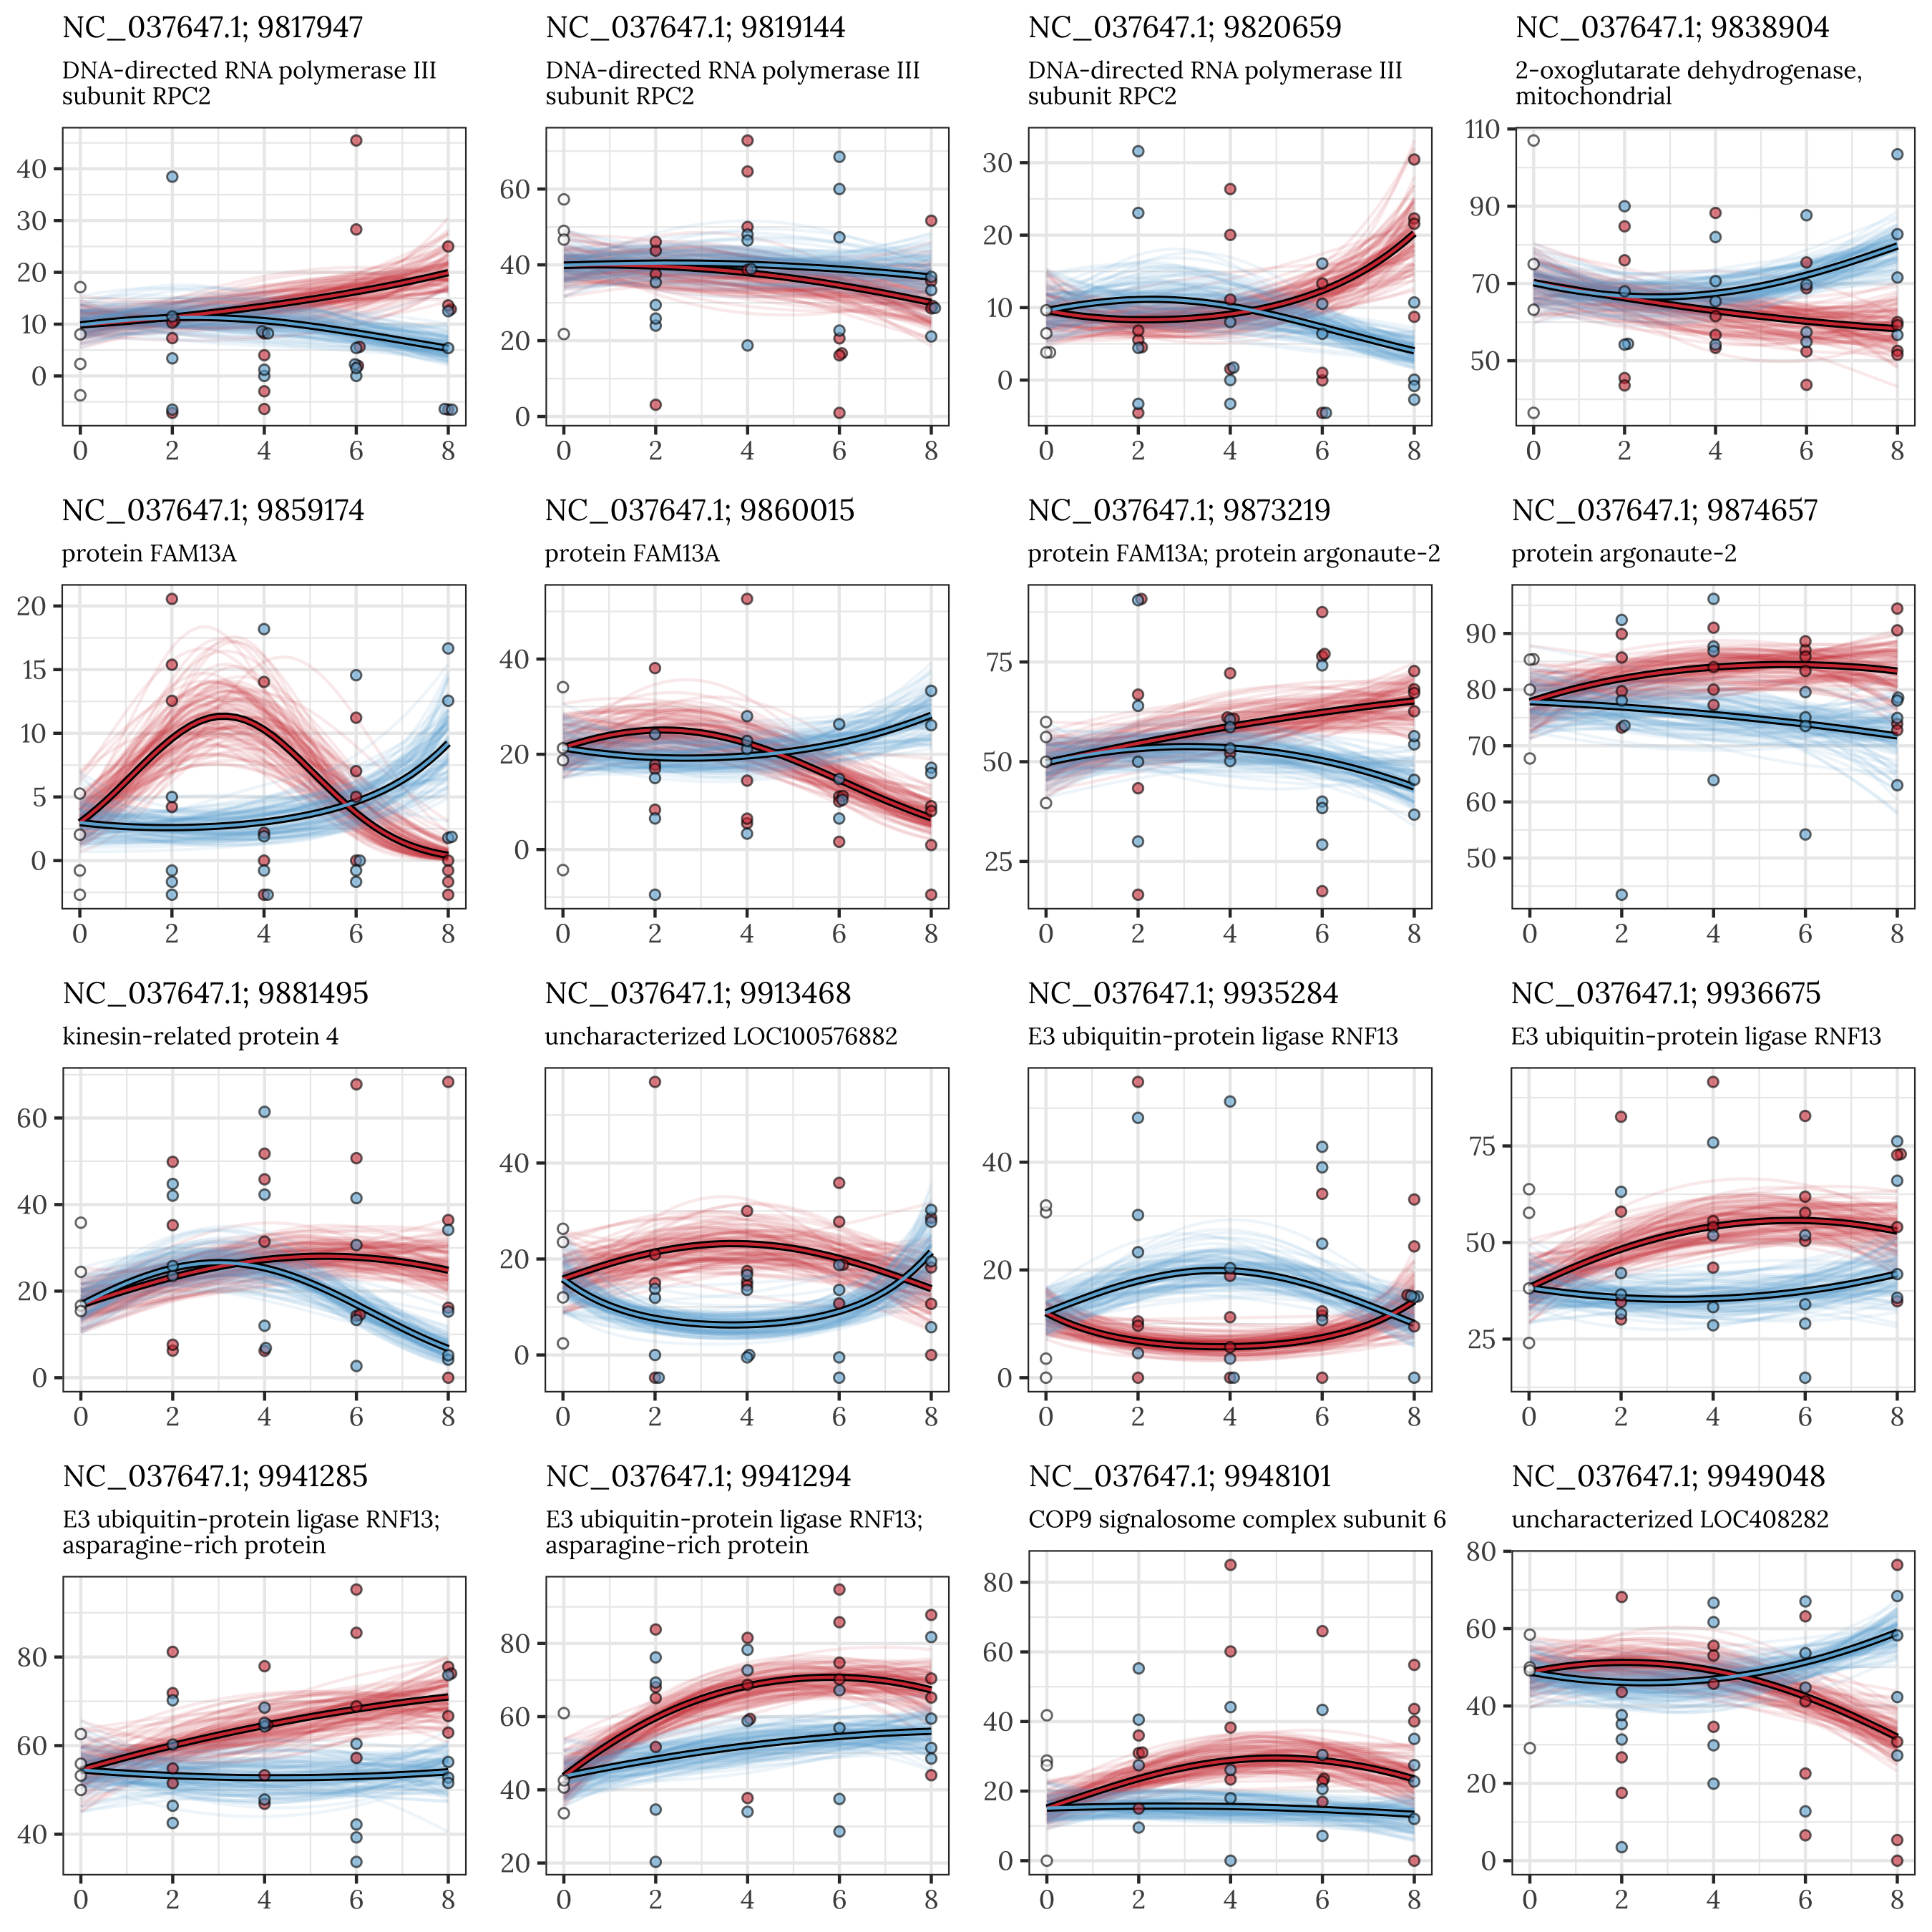 NC_037647.1; 9817947
DNA-directed RNA polymerase III
subunit RPC2
40
30
20
10
0
0 2 4 6 8
NC_037647.1; 9819144
DNA-directed RNA polymerase III
subunit RPC2
60
40
20
0
0 2 4 6 8
NC_037647.1; 9820659
DNA-directed RNA polymerase III
subunit RPC2
30
20
10
0
0 2 4 6 8
NC_037647.1; 9838904
2-oxoglutarate dehydrogenase,
mitochondrial
110
90
70
50
0 2 4 6 8
NC_037647.1; 9859174
protein FAM13A
20
15
10
5
0
0 2 4 6 8
NC_037647.1; 9860015
protein FAM13A
40
20
0
0 2 4 6 8
NC_037647.1; 9873219
protein FAM13A; protein argonaute-2
75
50
25
0 2 4 6 8
NC_037647.1; 9874657
protein argonaute-2
90
80
70
60
50
0 2 4 6 8
NC_037647.1; 9881495
kinesin-related protein 4
60
40
20
0
0 2 4 6 8
NC_037647.1; 9913468
uncharacterized LOC100576882
40
20
0
0 2 4 6 8
NC_037647.1; 9935284
E3 ubiquitin-protein ligase RNF13
40
20
0
0 2 4 6 8
NC_037647.1; 9936675
E3 ubiquitin-protein ligase RNF13
75
50
25
0 2 4 6 8
NC_037647.1; 9941285
E3 ubiquitin-protein ligase RNF13;
asparagine-rich protein
80
60
40
0 2 4 6 8
NC_037647.1; 9941294
E3 ubiquitin-protein ligase RNF13;
asparagine-rich protein
80
60
40
20
0 2 4 6 8
NC_037647.1; 9948101
COP9 signalosome complex subunit 6
80
60
40
20
0
0 2 4 6 8
NC_037647.1; 9949048
uncharacterized LOC408282
80
60
40
20
0
0 2 4 6 8